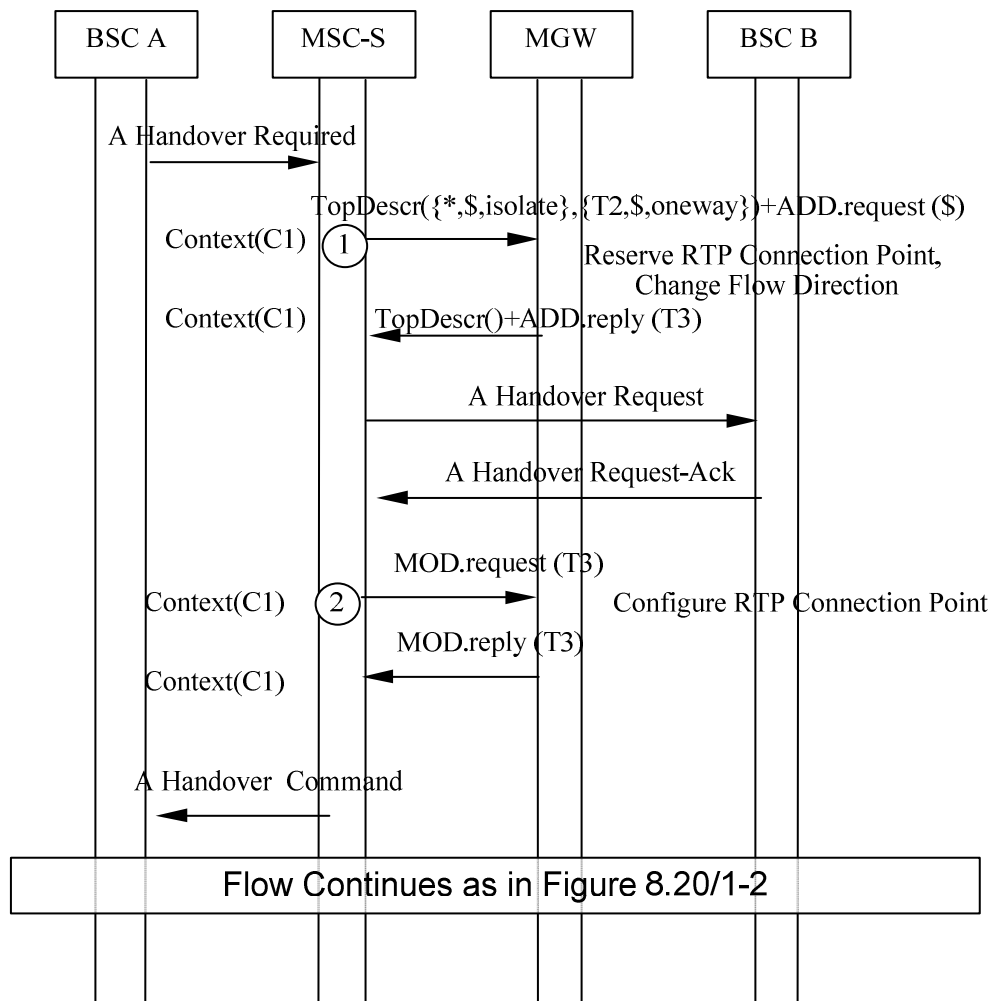 BSC A
MSC-S
MGW
BSC B
A Handover Required
TopDescr({*,$,isolate},{T2,$,oneway})+ADD.request ($)
Context(C1)
1
Reserve RTP Connection Point,
Change Flow Direction
Context(C1)
TopDescr()+ADD.reply (T3)
A Handover Request
A Handover Request-Ack
MOD.request (T3)
Context(C1)
2
Configure RTP Connection Point
MOD.reply (T3)
Context(C1)
A Handover Command
Flow Continues as in Figure 8.20/1-2